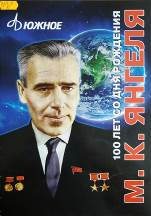 ЮЖНОЕ
100 ЛЕТ СО ДНЯ РОЖДЕНИЯ
М. К. ЯНГЕЛЯ